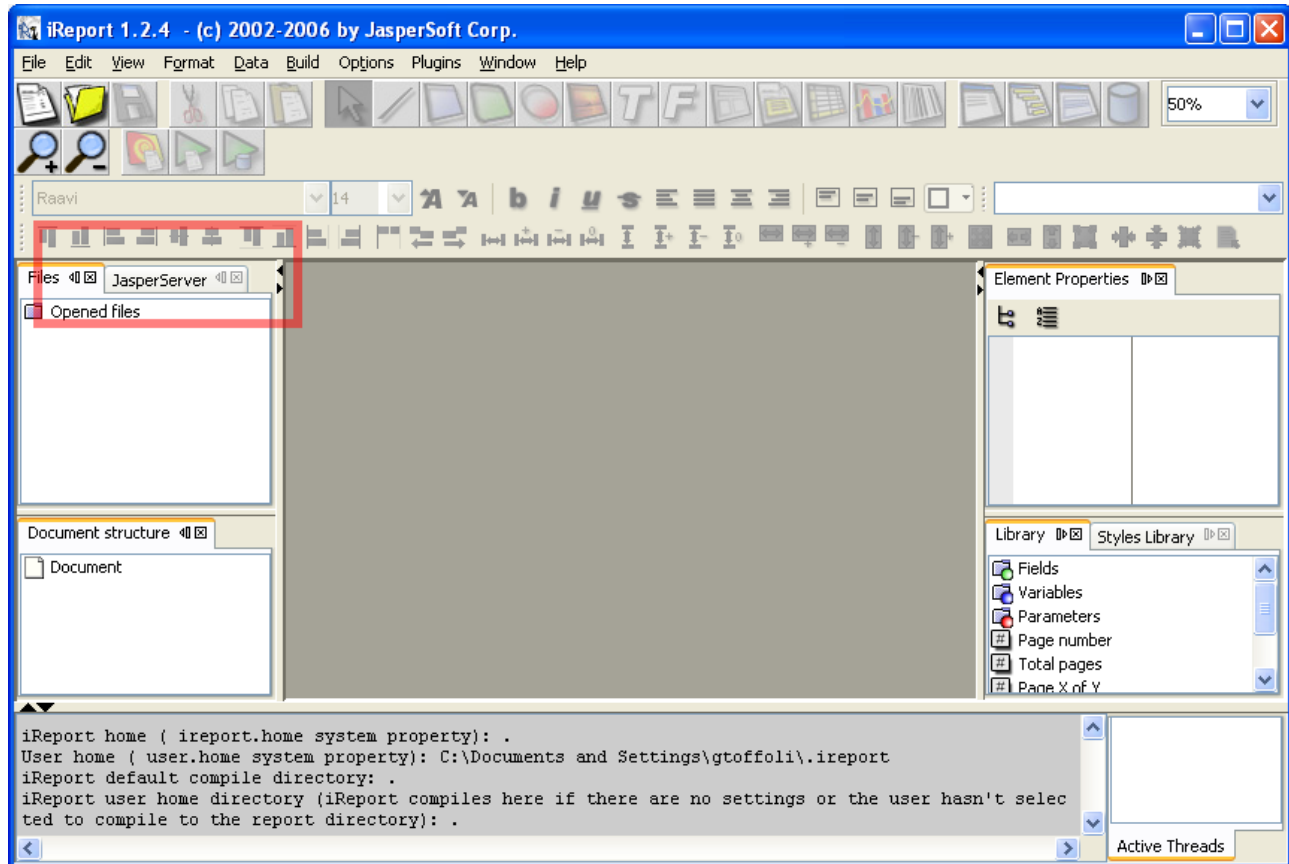 iReport 1.2.4 - (c) 2002-2006 by JasperSoft Corp.
File Edit View Format Data Build Options Plugins Window Help
50%
Raavi 14
Files JasperServer
Opened files
Element Properties
Document structure
Document
Library Styles Library
Fields
Variables
Parameters
Page number
Total pages
Page X of Y
iReport home ( ireport.home system property): .
User home ( user.home system property): C:\Documents and Settings\gtoffoli\.ireport
iReport default compile directory: .
iReport user home directory (iReport compiles here if there are no settings or the user hasn't selec
ted to compile to the report directory): .
Active Threads